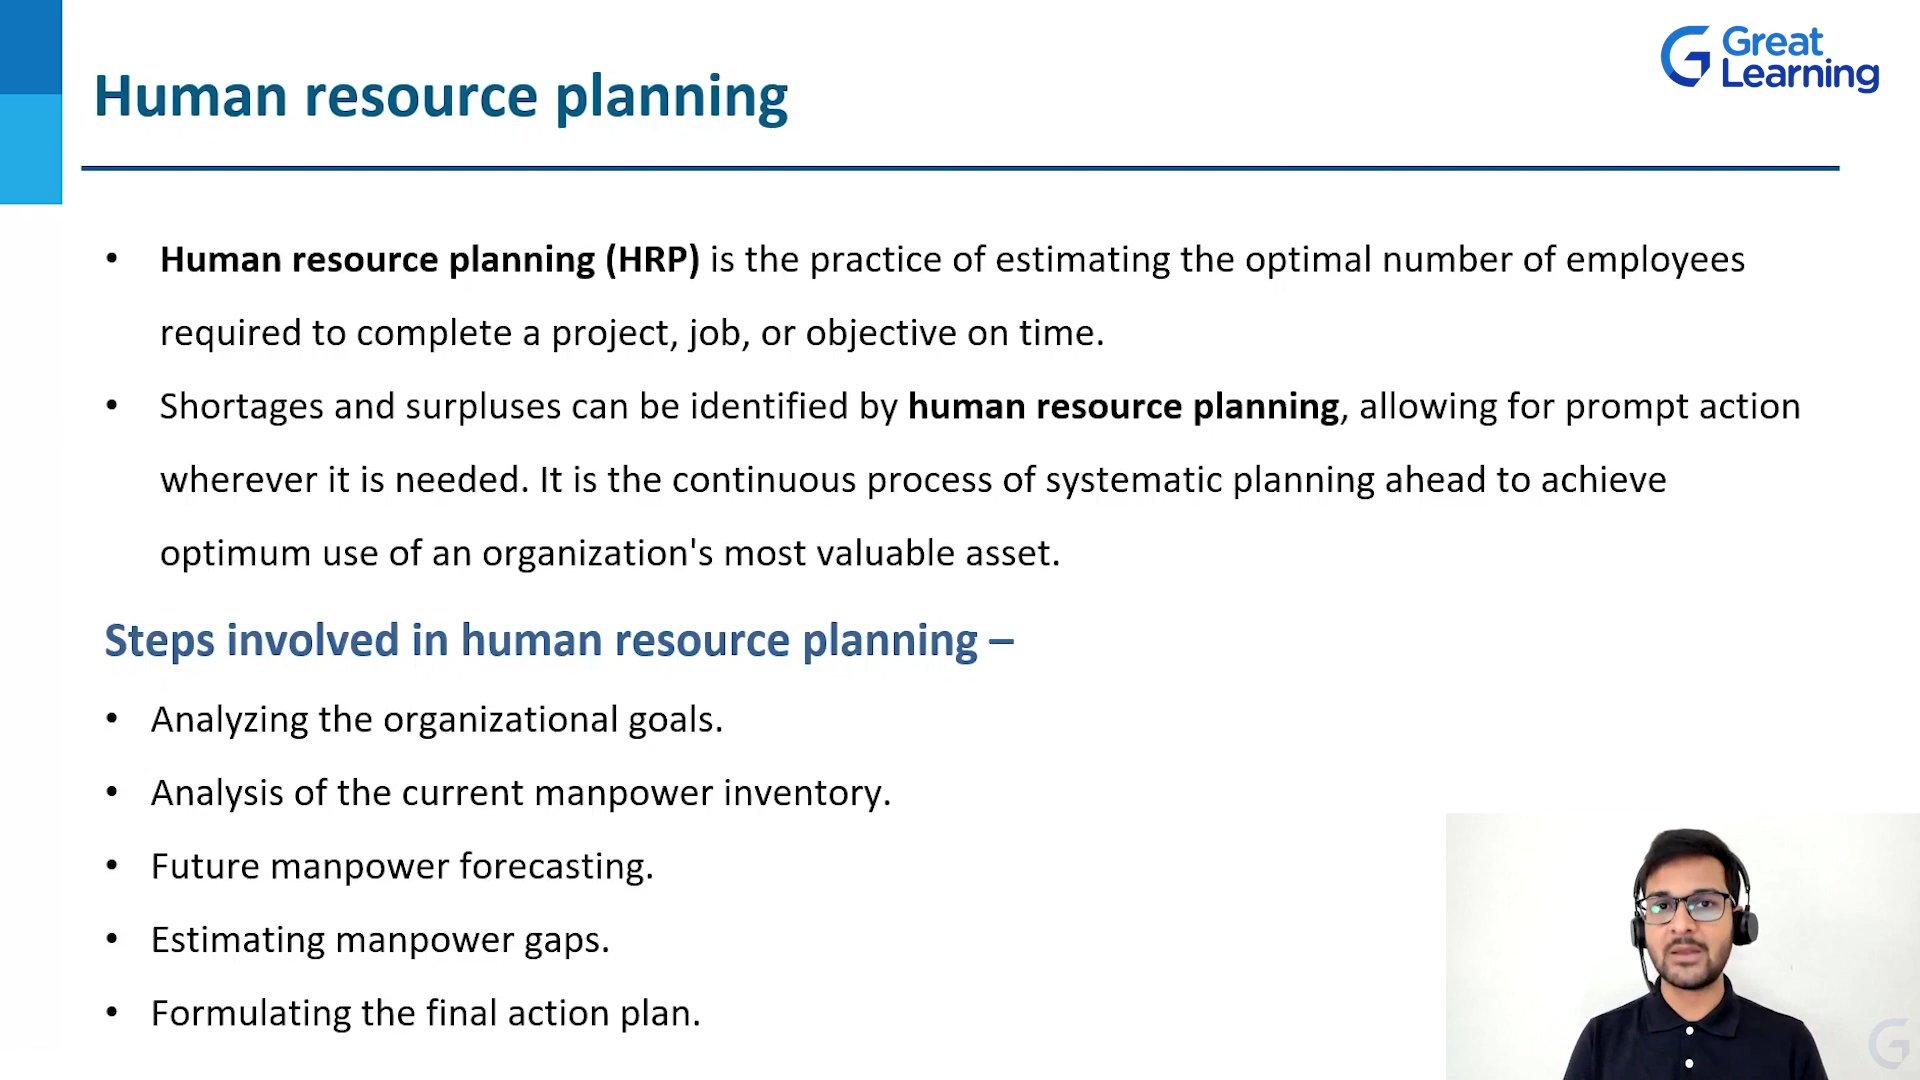 Great
Learning
Human resource planning
• Human resource planning (HRP) is the practice of estimating the optimal number of employees
required to complete a project, job, or objective on time.
• Shortages and surpluses can be identified by human resource planning, allowing for prompt action
wherever it is needed. It is the continuous process of systematic planning ahead to achieve
optimum use of an organization's most valuable asset.
Steps involved in human resource planning –
• Analyzing the organizational goals.
• Analysis of the current manpower inventory.
• Future manpower forecasting.
• Estimating manpower gaps.
• Formulating the final action plan.